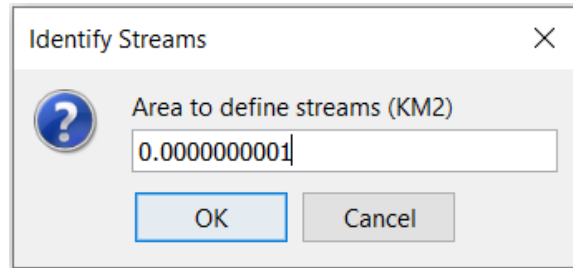 Identify Streams
Area to define streams (KM2)
0.0000000001
OK
Cancel